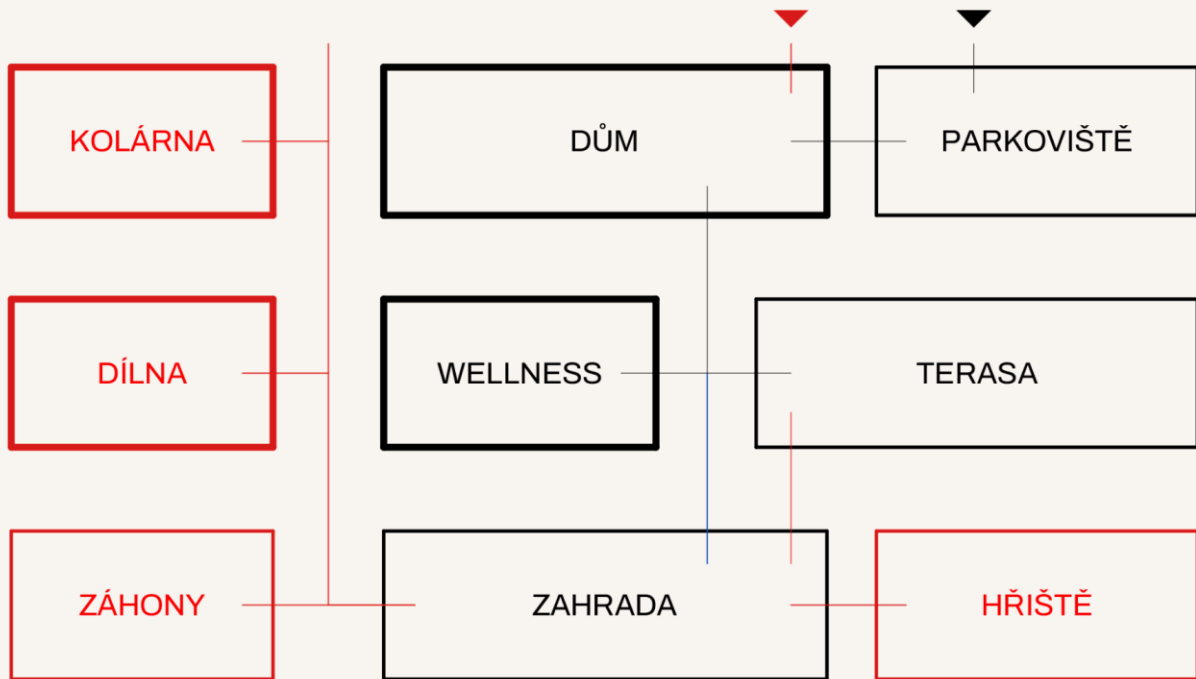 KOLÁRNA
DŮM
PARKOVIŠTĚ
DÍLNA
WELLNESS
TERASA
ZÁHONY
ZAHRADA
HŘIŠTĚ